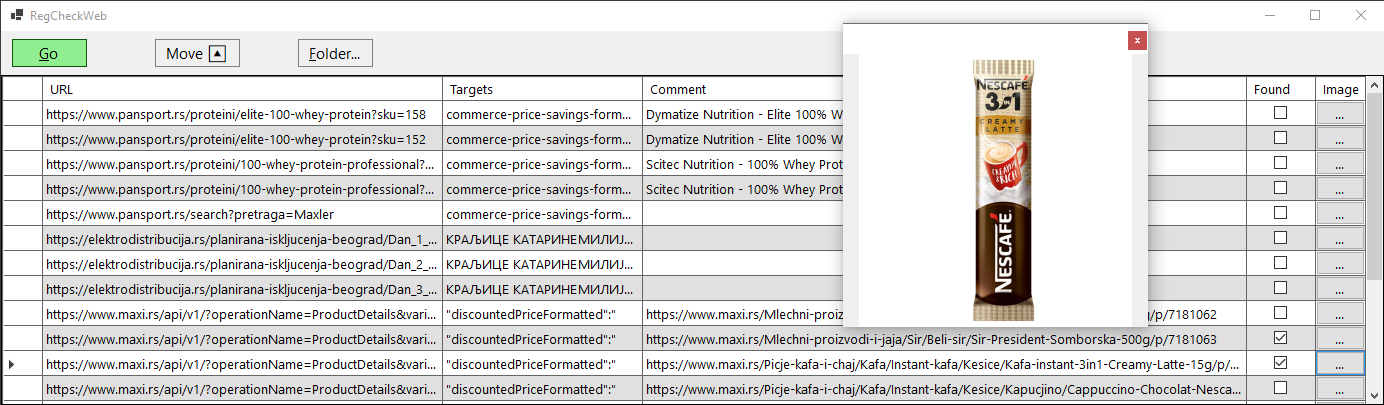 RegCheckWeb
Go Move Folder...
URL Targets Comment Found Image
https://www.pansport.rs/proteini/elite-100-whey-protein?sku=158 commerce-price-savings-form... Dymatize Nutrition - Elite 100% W ...
https://www.pansport.rs/proteini/elite-100-whey-protein?sku=152 commerce-price-savings-form... Dymatize Nutrition - Elite 100% W ...
https://www.pansport.rs/proteini/100-whey-protein-professional?... commerce-price-savings-form... Scitec Nutrition - 100% Whey Prot ...
https://www.pansport.rs/proteini/100-whey-protein-professional?... commerce-price-savings-form... Scitec Nutrition - 100% Whey Prot ...
https://www.pansport.rs/search?pretraga=Maxler commerce-price-savings-form... ...
https://elektrodistribucija.rs/planirana-iskljucenja-beograd/Dan_1_... КРАЉИЦЕ КАТАРИНЕМИЛИЈ... ...
https://elektrodistribucija.rs/planirana-iskljucenja-beograd/Dan_2_... КРАЉИЦЕ КАТАРИНЕМИЛИЈ... ...
https://elektrodistribucija.rs/planirana-iskljucenja-beograd/Dan_3_... КРАЉИЦЕ КАТАРИНЕМИЛИЈ... ...
https://www.maxi.rs/api/v1/?operationName=ProductDetails&vari... "discountedPriceFormatted":" https://www.maxi.rs/Mlechni-proiz g/p/7181062 ...
https://www.maxi.rs/api/v1/?operationName=ProductDetails&vari... "discountedPriceFormatted":" https://www.maxi.rs/Mlechni-proizvodi-i-jaja/Sir/Beli-sir/Sir-President-Somborska-500g/p/7181063 ...
https://www.maxi.rs/api/v1/?operationName=ProductDetails&vari... "discountedPriceFormatted":" https://www.maxi.rs/Picje-kafa-i-chaj/Kafa/Instant-kafa/Kesice/Kafa-instant-3in1-Creamy-Latte-15g/p/... ...
https://www.maxi.rs/api/v1/?operationName=ProductDetails&vari... "discountedPriceFormatted":" https://www.maxi.rs/Picje-kafa-i-chaj/Kafa/Instant-kafa/Kesice/Kapucjino/Cappuccino-Chocolat-Nesca... ...
x
NESCAFÉ
3 IN 1
CREAMY
LATTE
CREAMY
& RICH
NESCAFÉ.